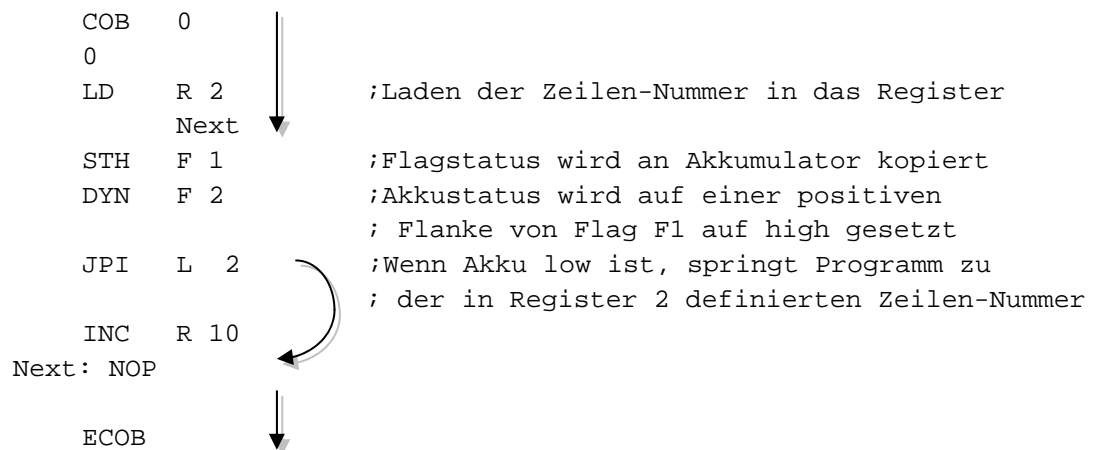 COB 0
0
LD R 2 ;Laden der Zeilen-Nummer in das Register
Next
STH F 1 ;Flagstatus wird an Akkumulator kopiert
DYN F 2 ;Akkustatus wird auf einer positiven
; Flanke von Flag F1 auf high gesetzt
JPI L 2 ;Wenn Akku low ist, springt Programm zu
; der in Register 2 definierten Zeilen-Nummer
INC R 10
Next: NOP
ECOB